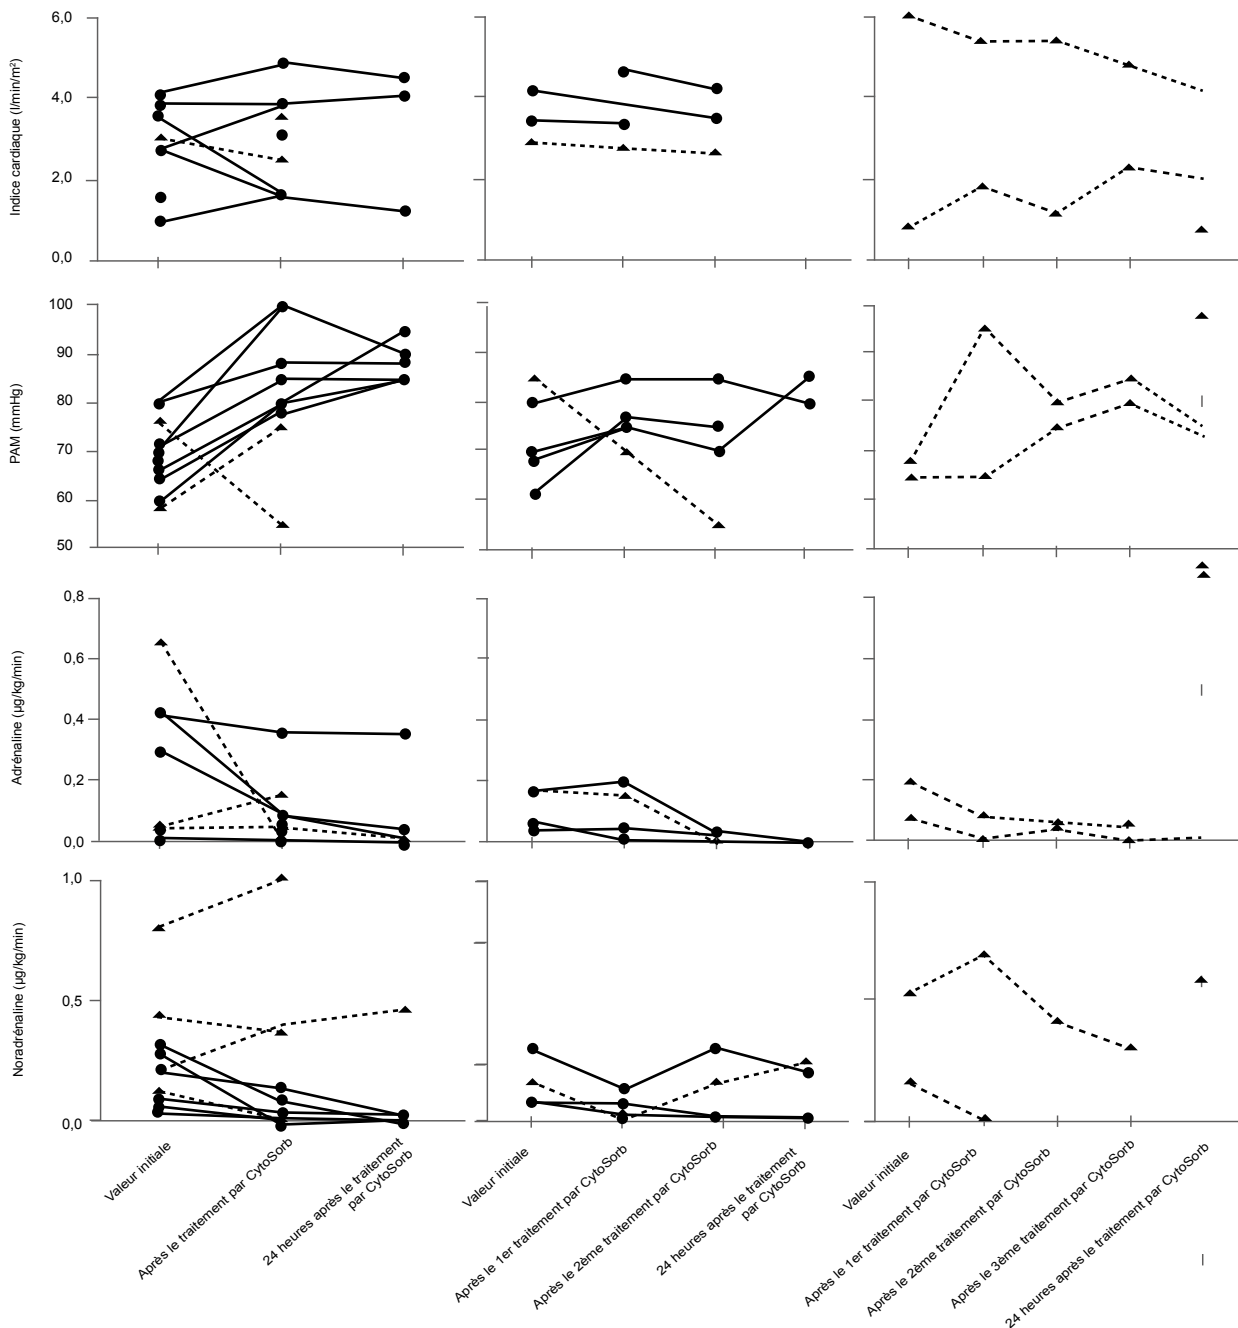 Indice cardiaque (l/min/m²)
6,0
4,0
2,0
0,0
PAM (mmHg)
100
90
80
70
60
50
Adrénaline (µg/kg/min)
0,8
0,6
0,4
0,2
0,0
Noradrénaline (µg/kg/min)
1,0
0,5
0,0
Valeur initiale
Après le traitement par CytoSorb
24 heures après le traitement
par CytoSorb
Valeur initiale
Après le 1er traitement par CytoSorb
Après le 2ème traitement par CytoSorb
24 heures après le traitement
par CytoSorb
Valeur initiale
Après le 1er traitement par CytoSorb
Après le 2ème traitement par CytoSorb
Après le 3ème traitement par CytoSorb
24 heures après le traitement par CytoSorb